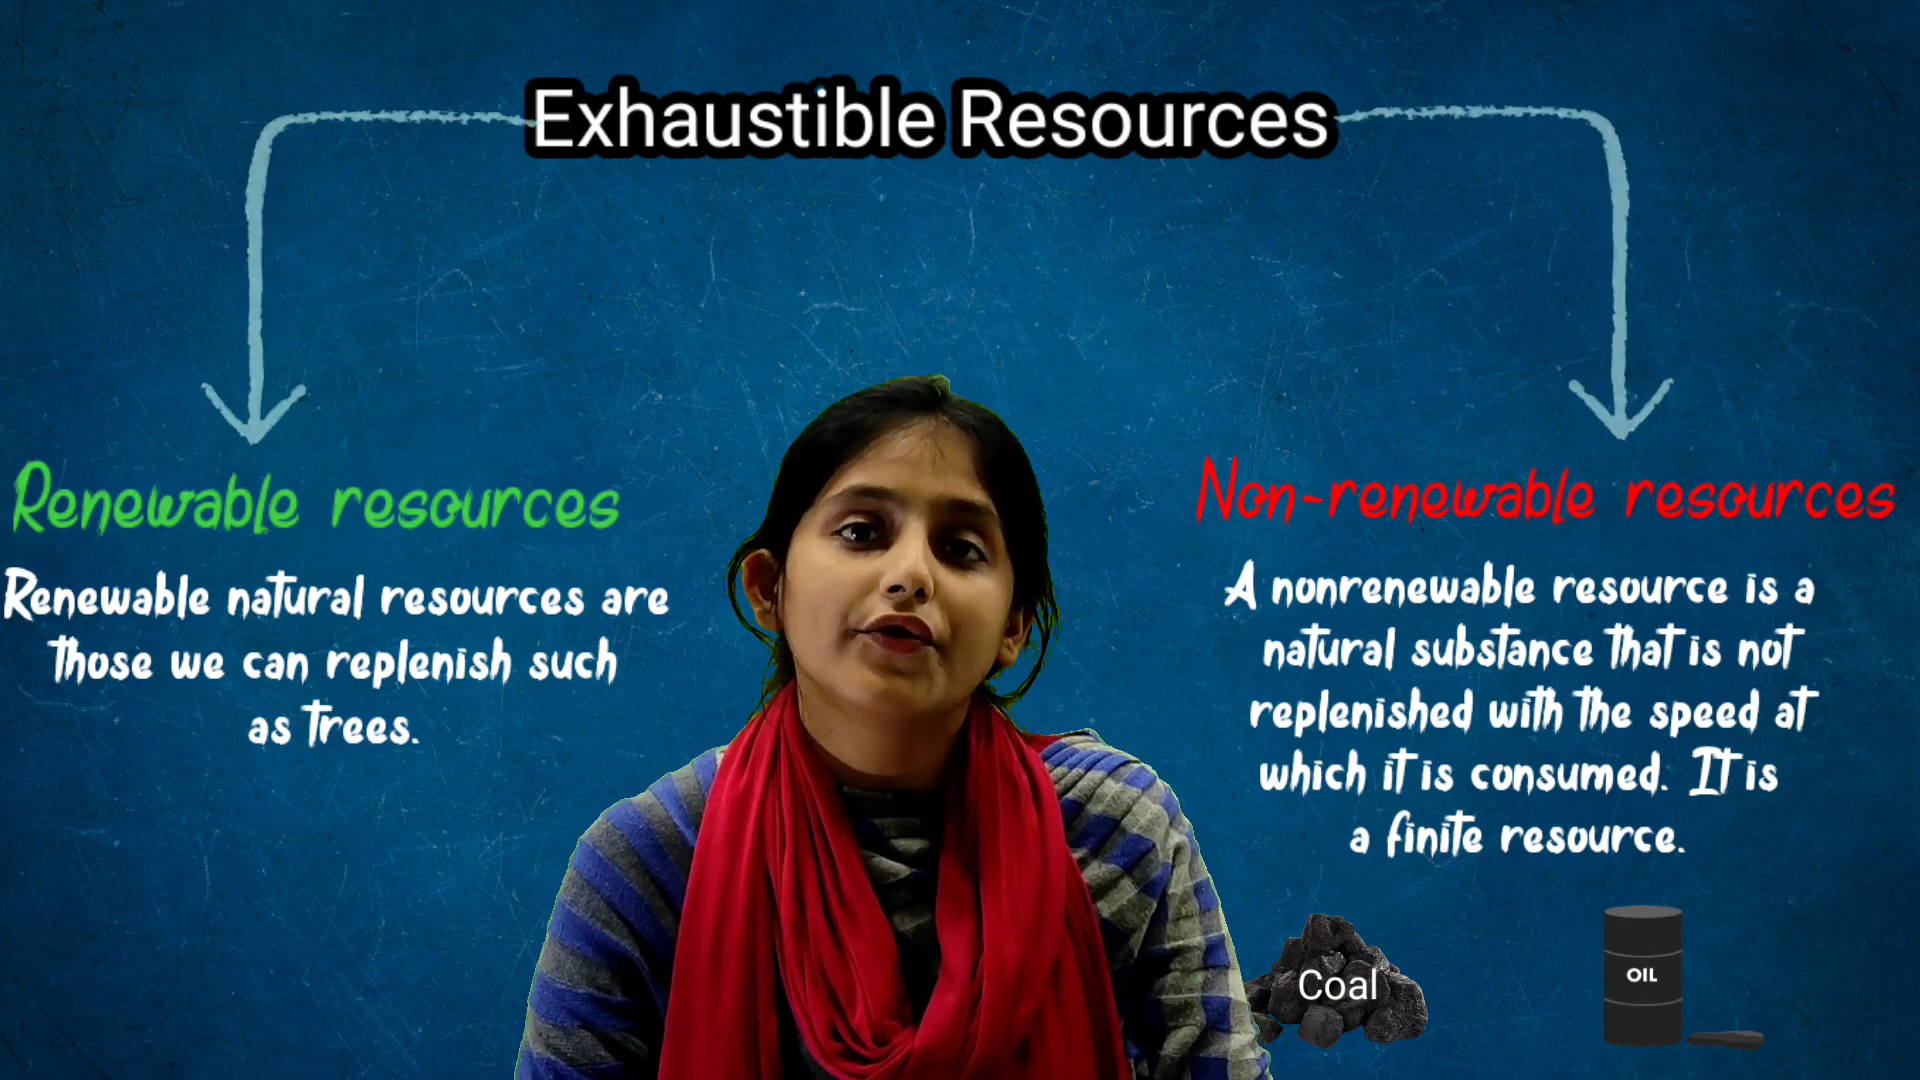 Exhaustible Resources
Renewable resources
Renewable natural resources are
those we can replenish such
as trees.
Non-renewable resources
A nonrenewable resource is a
natural substance that is not
replenished with the speed at
which it is consumed. It is
a finite resource.
Coal
OIL